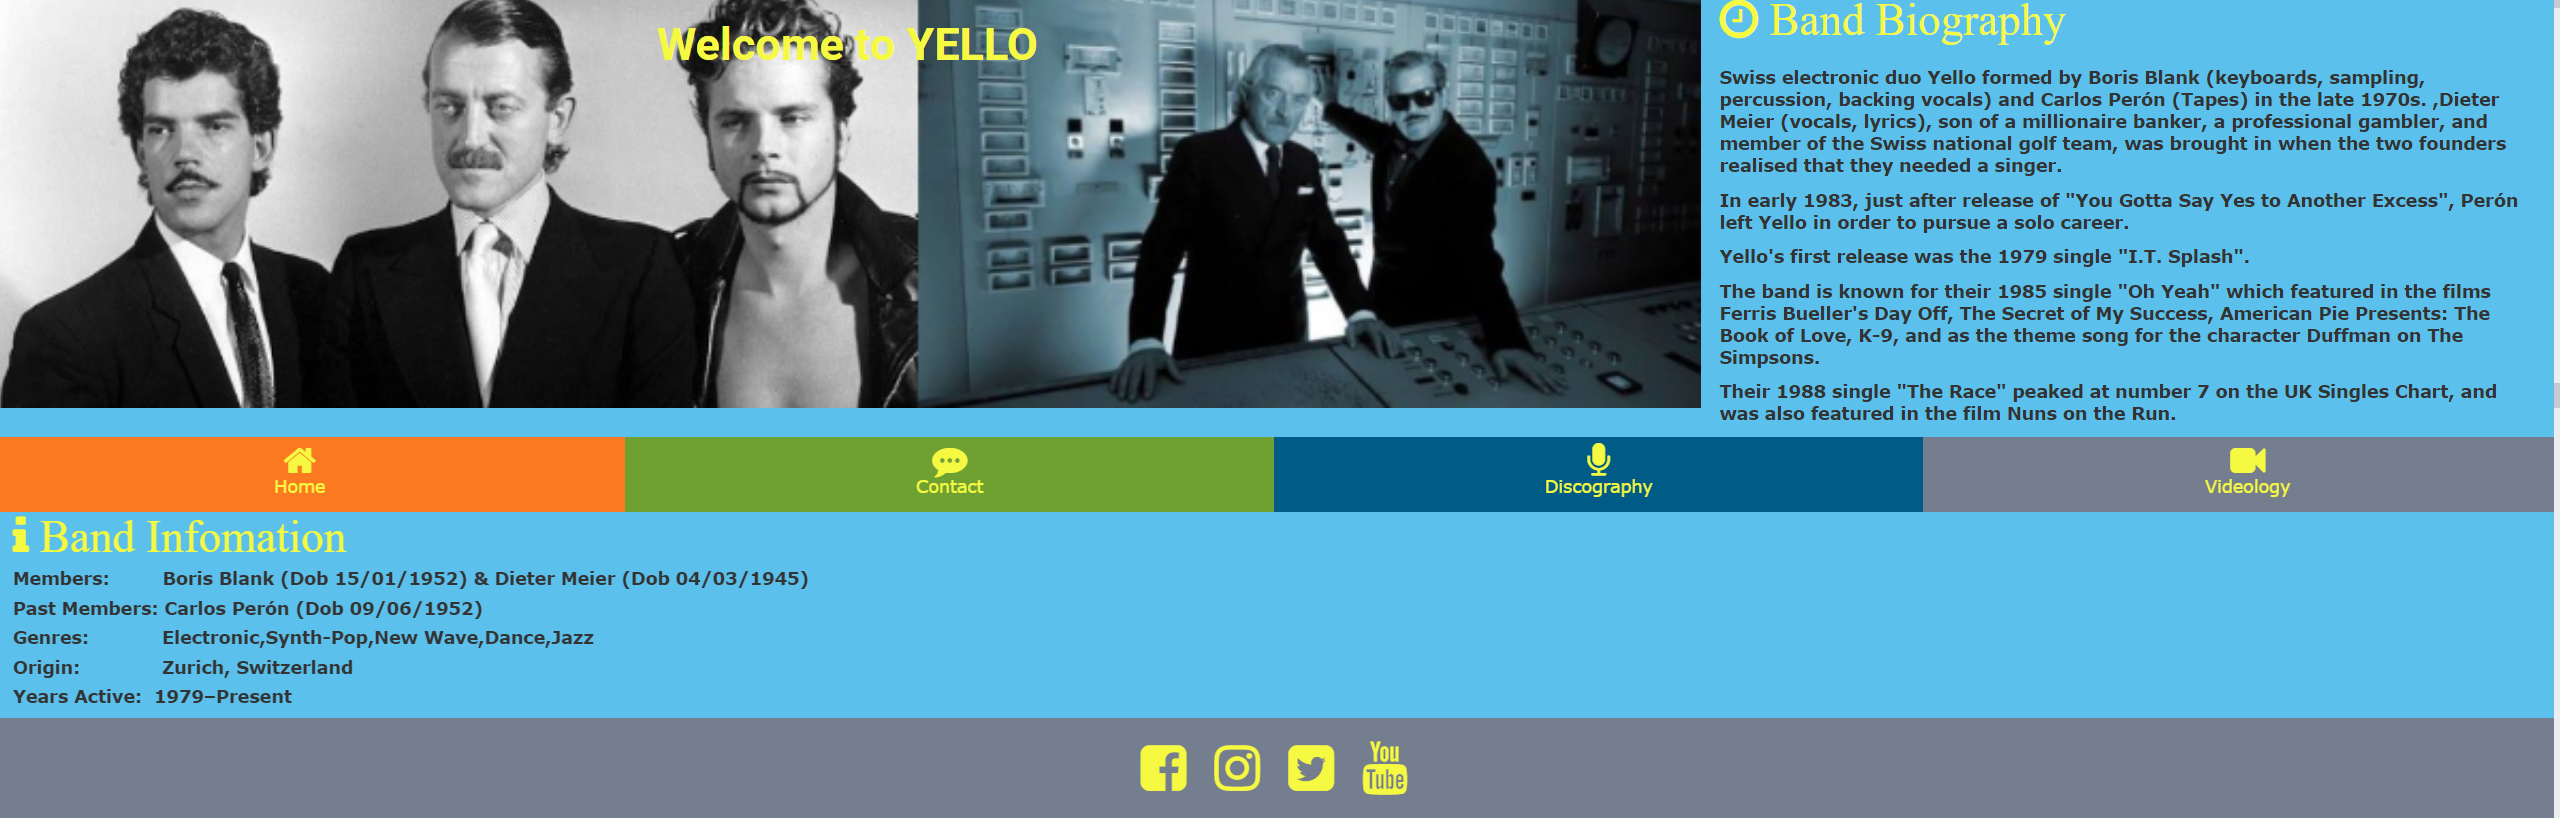 Welcome to YELLO
Band Biography
Swiss electronic duo Yello formed by Boris Blank (keyboards, sampling,
percussion, backing vocals) and Carlos Perón (Tapes) in the late 1970s. ,Dieter
Meier (vocals, lyrics), son of a millionaire banker, a professional gambler, and
member of the Swiss national golf team, was brought in when the two founders
realised that they needed a singer.
In early 1983, just after release of "You Gotta Say Yes to Another Excess", Perón
left Yello in order to pursue a solo career.
Yello's first release was the 1979 single "I.T. Splash".
The band is known for their 1985 single "Oh Yeah" which featured in the films
Ferris Bueller's Day Off, The Secret of My Success, American Pie Presents: The
Book of Love, K-9, and as the theme song for the character Duffman on The
Simpsons.
Their 1988 single "The Race" peaked at number 7 on the UK Singles Chart, and
was also featured in the film Nuns on the Run.
Home
Contact
Discography
Videology
Band Infomation
Members: Boris Blank (Dob 15/01/1952) & Dieter Meier (Dob 04/03/1945)
Past Members: Carlos Perón (Dob 09/06/1952)
Genres: Electronic,Synth-Pop,New Wave,Dance,Jazz
Origin: Zurich, Switzerland
Years Active: 1979–Present
You
Tube